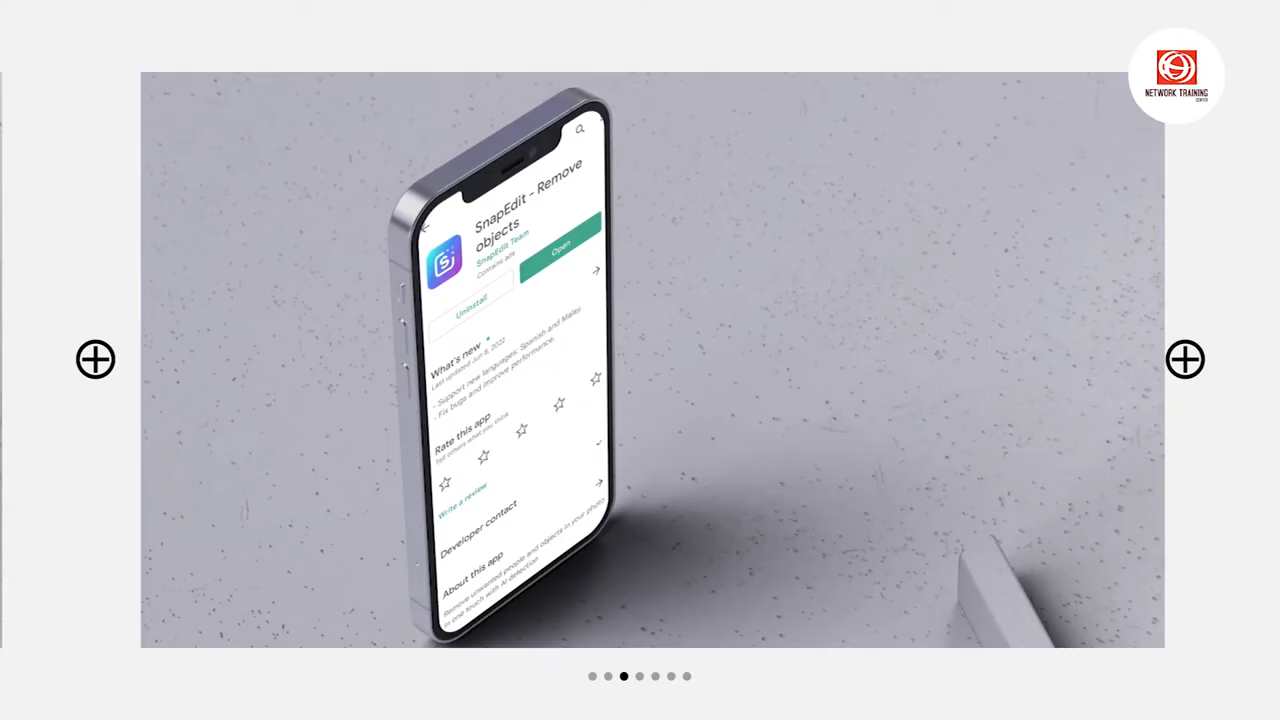 NETWORK TRAINING
CENTER
SnapEdit - Remove
objects
SnapEdit Team
Contains ads
Uninstall
Open
What's new
Last updated Jun 8, 2022
- Support new languages: Spanish and Malay
- Fix bugs and improve performance.
Rate this app
Tell others what you think
Write a review
Developer contact
About this app
Remove unwanted people and objects in your photo
in one touch with AI detection